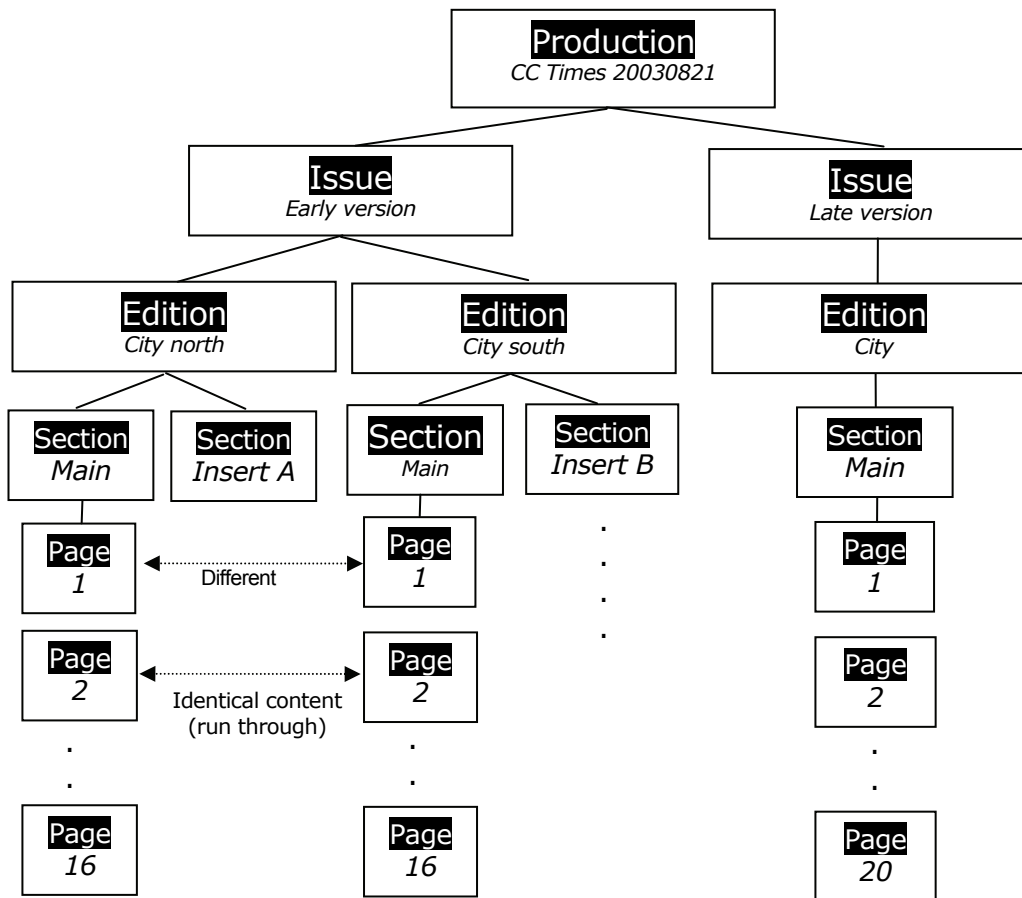 Production
CC Times 20030821
Issue
Early version
Issue
Late version
Edition
City north
Edition
City south
Edition
City
Section
Main
Section
Insert A
Section
Main
Section
Insert B
Section
Main
Page
1
Different
Page
1
.
.
.
.
Page
1
Page
2
Identical content
(run through)
Page
2
Page
2
.
.
.
.
.
.
Page
16
Page
16
Page
20